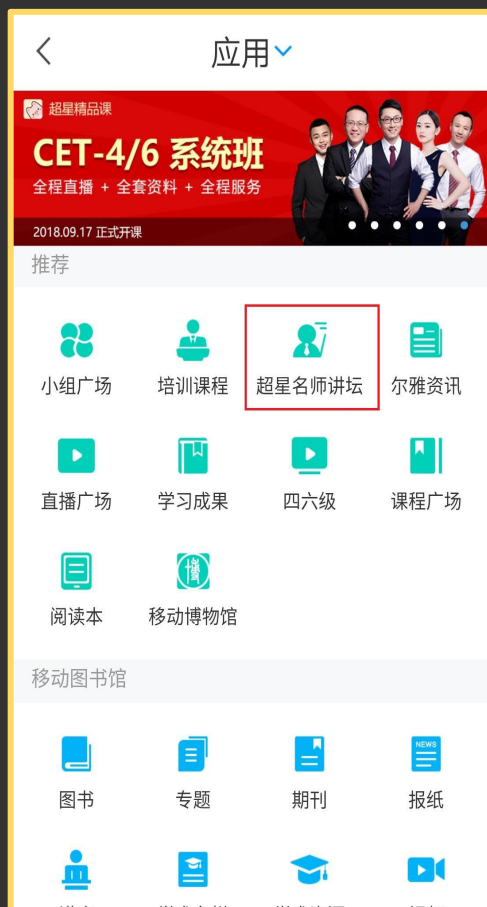 应用
超星精品课
CET-4/6 系统班
全程直播 + 全套资料 + 全程服务
2018.09.17 正式开课
推荐
小组广场 培训课程 超星名师讲坛 尔雅资讯
直播广场 学习成果 四六级 课程广场
博
阅读本 移动博物馆
移动图书馆
NEWS
图书 专题 期刊 报纸